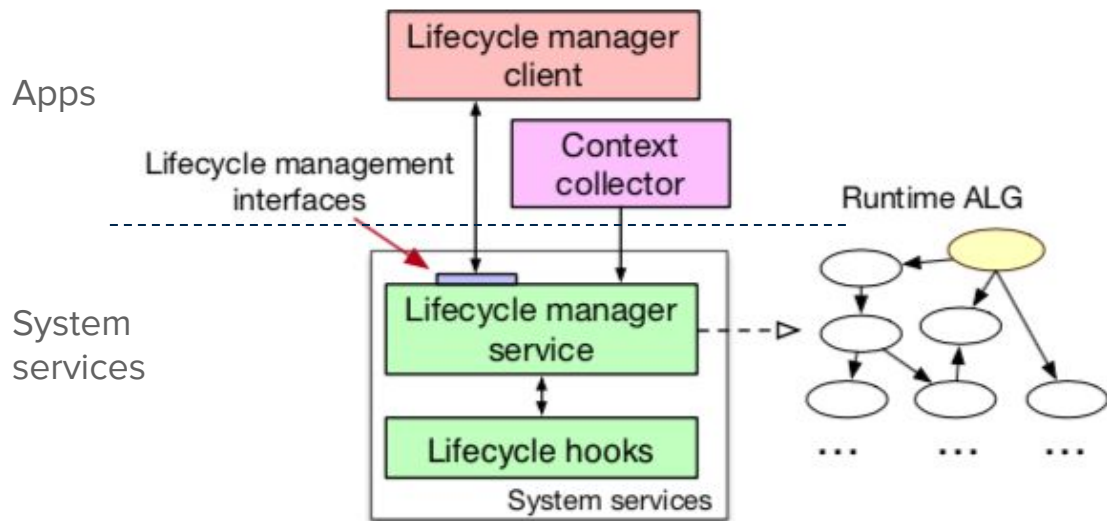 Lifecycle manager
client
Apps
Context
collector
Lifecycle management
interfaces
Runtime ALG
Lifecycle manager
service
System
services
Lifecycle hooks
System services
...
...
...